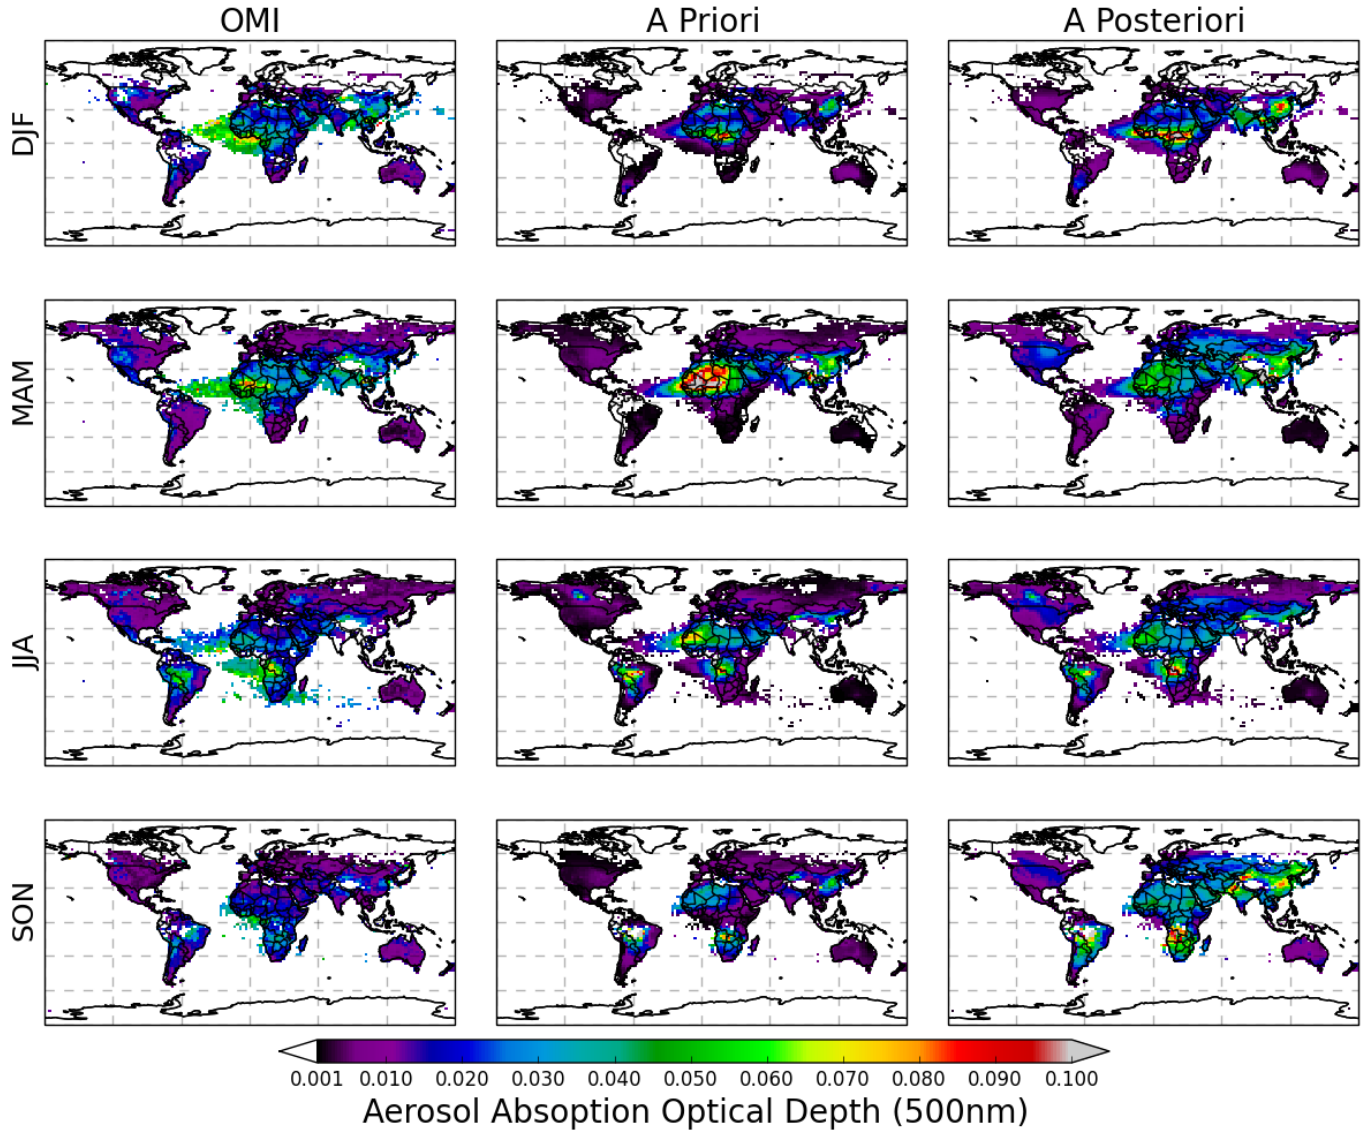 OMI A Priori A Posteriori
DJF
MAM
JJA
SON
0.001 0.010 0.020 0.030 0.040 0.050 0.060 0.070 0.080 0.090 0.100
Aerosol Absoption Optical Depth (500nm)